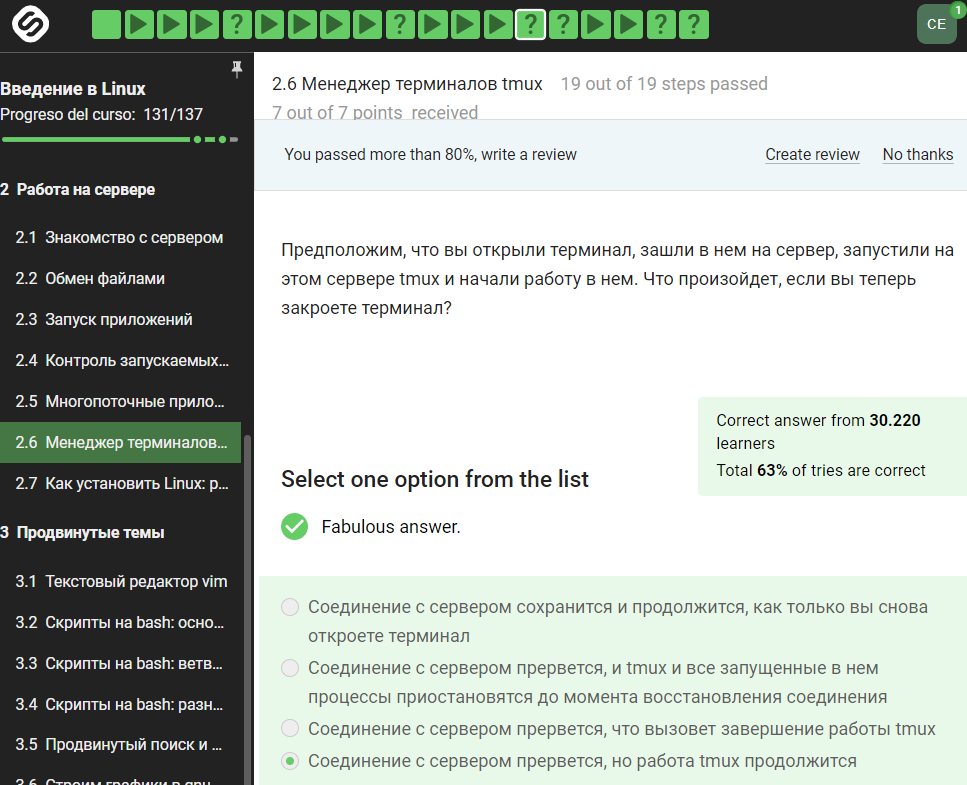 CE
1
Введение в Linux
Progreso del curso: 131/137
2 Работа на сервере
2.1 Знакомство с сервером
2.2 Обмен файлами
2.3 Запуск приложений
2.4 Контроль запускаемых...
2.5 Многопоточные прило...
2.6 Менеджер терминалов...
2.7 Как установить Linux: р...
3 Продвинутые темы
3.1 Текстовый редактор vim
3.2 Скрипты на bash: осно...
3.3 Скрипты на bash: ветв...
3.4 Скрипты на bash: разн...
3.5 Продвинутый поиск и ...
3.6 Строим графики в gnu...
2.6 Менеджер терминалов tmux 19 out of 19 steps passed
7 out of 7 points received
You passed more than 80%, write a review Create review No thanks
Предположим, что вы открыли терминал, зашли в нем на сервер, запустили на
этом сервере tmux и начали работу в нем. Что произойдет, если вы теперь
закроете терминал?
Correct answer from 30.220
learners
Total 63% of tries are correct
Select one option from the list
Fabulous answer.
Соединение с сервером сохранится и продолжится, как только вы снова
откроете терминал
Соединение с сервером прервется, и tmux и все запущенные в нем
процессы приостановятся до момента восстановления соединения
Соединение с сервером прервется, что вызовет завершение работы tmux
Соединение с сервером прервется, но работа tmux продолжится